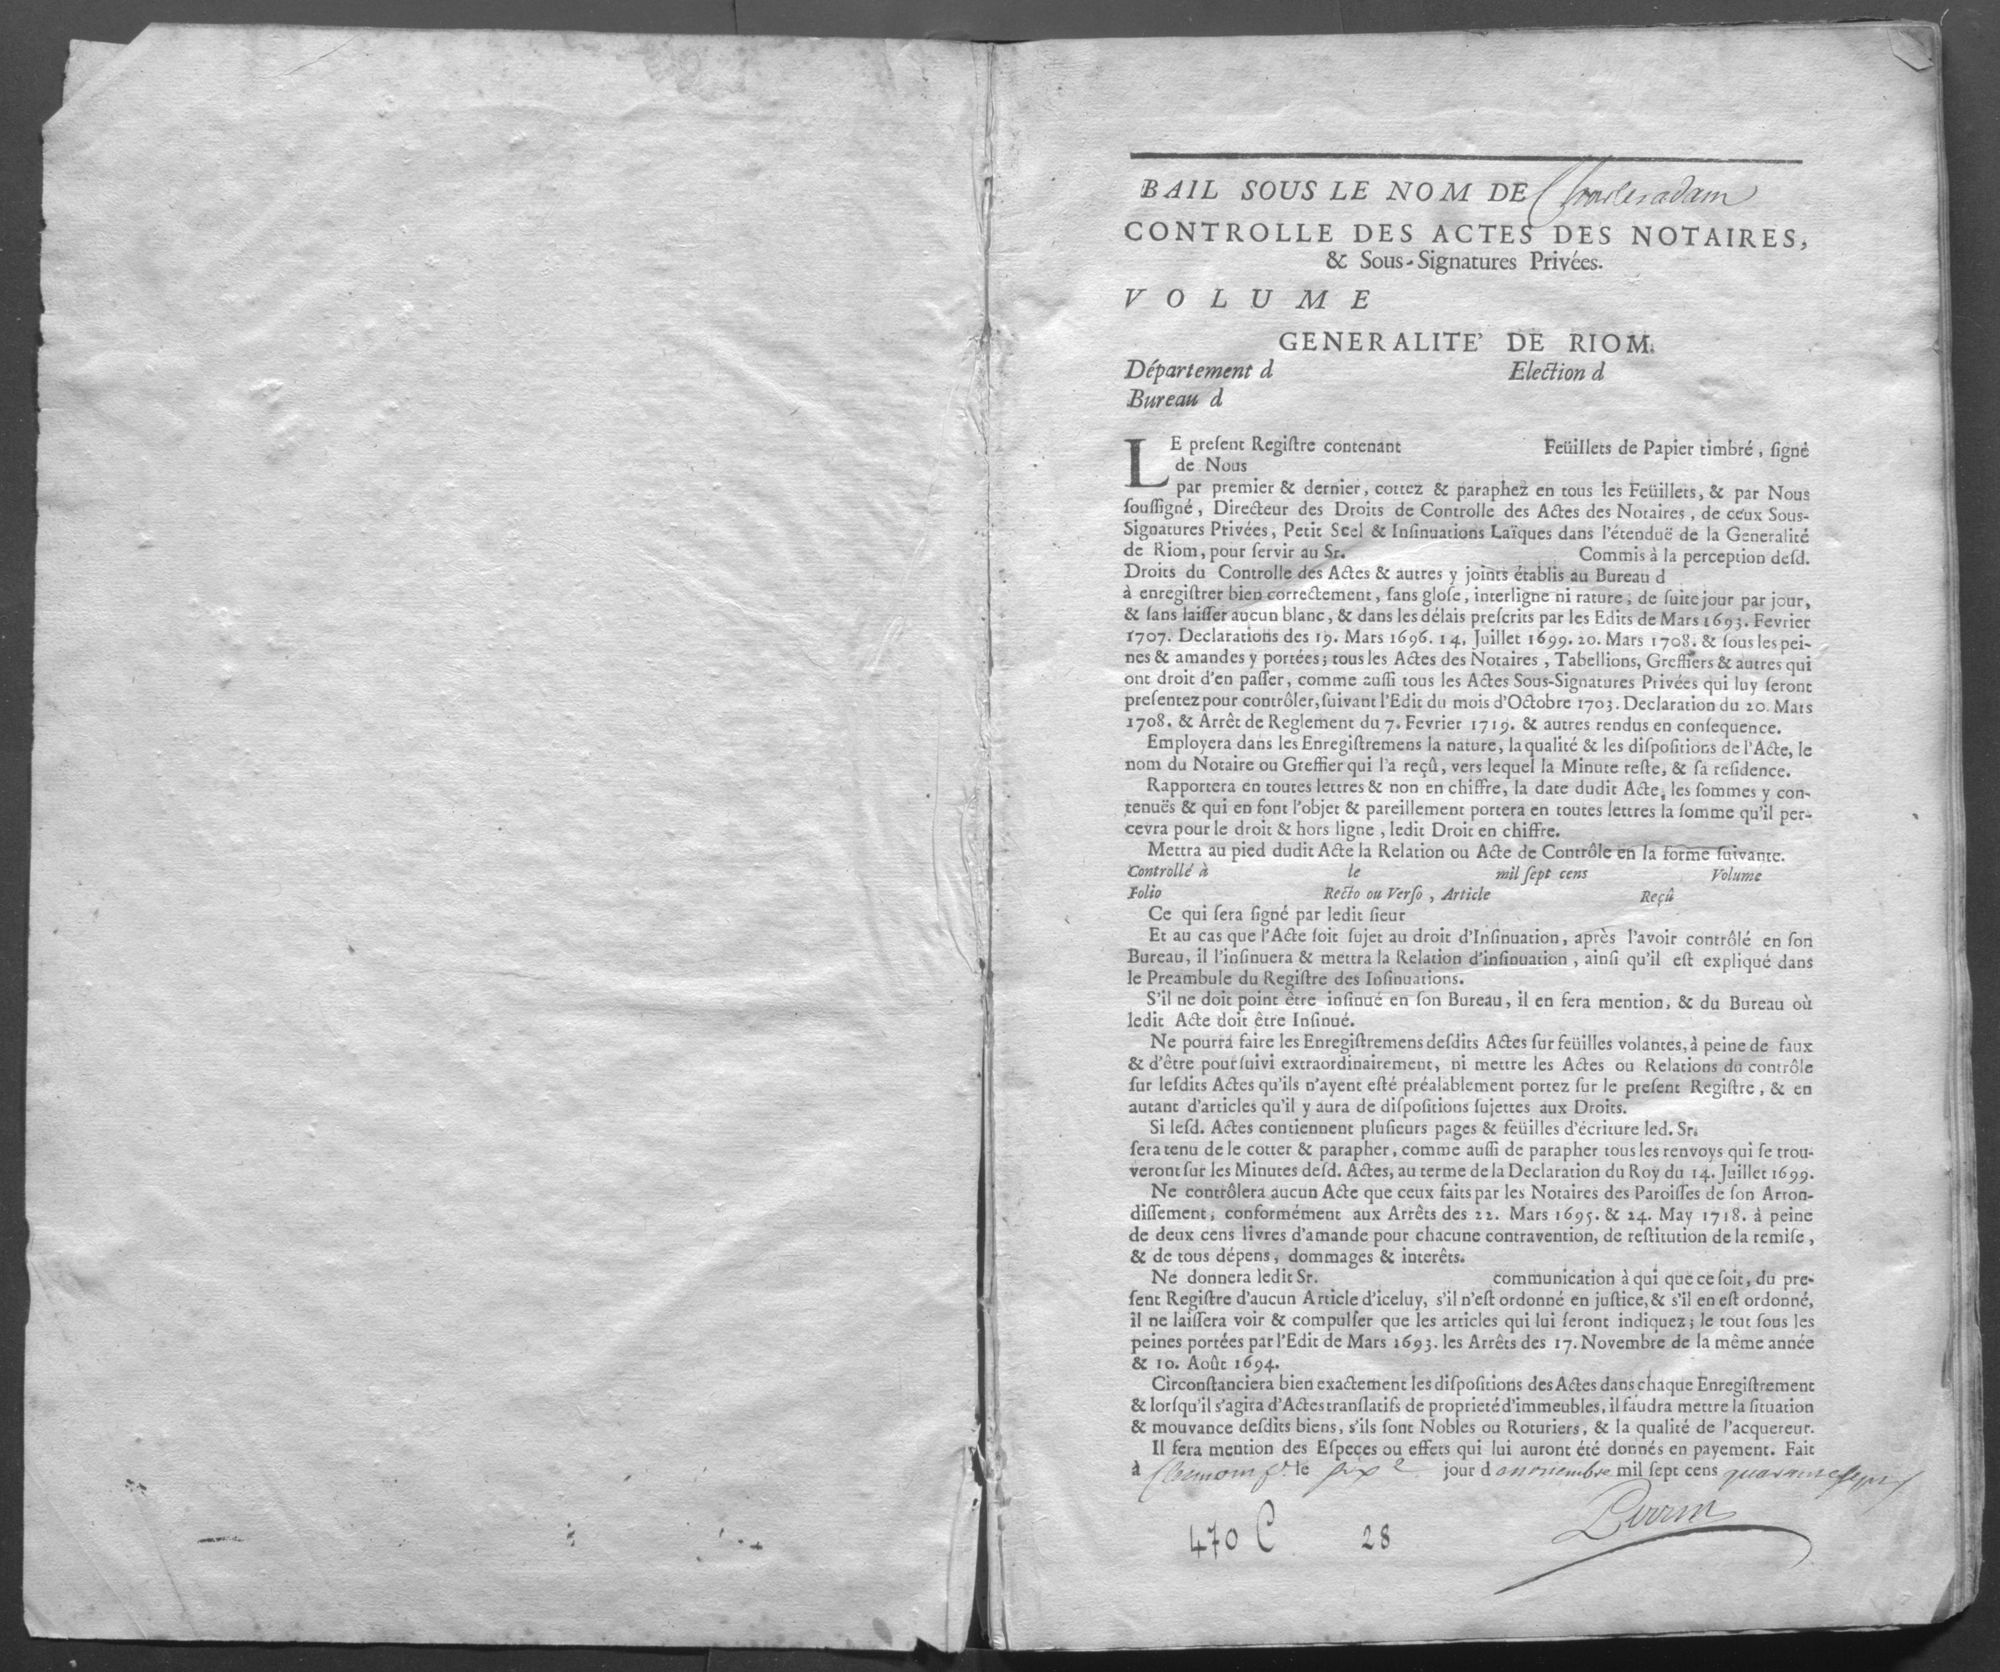 BAIL SOUS LE NOM DE Charles adam
CONTROLLE DES ACTES DES NOTAIRES,
& Sous-Signatures Privées.
VOLUME
GENERALITE' DE RIOM.
Département d Election d
Bureau d
LE preſent Regiſtre contenant Feüillets de Papier timbré, ſigné
de Nous
par premier & dernier, cottez & paraphez en tous les Feüillets, & par Nous
ſouſſigné, Directeur des Droits de Controlle des Actes des Notaires, de ceux Sous-
Signatures Privées, Petit Scel & Inſinuations Laïques dans l'étenduë de la Generalité
de Riom, pour ſervir au Sr. Commis à la perception deſd.
Droits du Controlle des Actes & autres y joints établis au Bureau d
à enregiſtrer bien correctement, ſans gloſe, interligne ni rature, de ſuite jour par jour,
& ſans laiſſer aucun blanc, & dans les délais preſcrits par les Edits de Mars 1693. Fevrier
1707. Declarations des 19. Mars 1696. 14. Juillet 1699. 20. Mars 1708. & ſous les pei-
nes & amandes y portées; tous les Actes des Notaires, Tabellions, Greffiers & autres qui
ont droit d'en paſſer, comme auſſi tous les Actes Sous-Signatures Privées qui luy ſeront
preſentez pour contrôler, ſuivant l'Edit du mois d'Octobre 1703. Declaration du 20. Mars
1708. & Arrêt de Reglement du 7. Fevrier 1719. & autres rendus en conſequence.
Employera dans les Enregiſtremens la nature, la qualité & les diſpoſitions de l'Acte, le
nom du Notaire ou Greffier qui l'a reçû, vers lequel la Minute reſte, & ſa reſidence.
Rapportera en toutes lettres & non en chiffre, la date dudit Acte, les ſommes y con-
tenuës & qui en font l'objet & pareillement portera en toutes lettres la ſomme qu'il per-
cevra pour le droit & hors ligne, ledit Droit en chiffre.
Mettra au pied dudit Acte la Relation ou Acte de Contrôle en la forme ſuivante.
Controllé à le mil ſept cens Volume
Folio Recto ou Verſo, Article Reçû
Ce qui ſera ſigné par ledit ſieur
Et au cas que l'Acte ſoit ſujet au droit d'Inſinuation, après l'avoir contrôlé en ſon
Bureau, il l'inſinuera & mettra la Relation d'inſinuation, ainſi qu'il eſt expliqué dans
le Preambule du Regiſtre des Inſinuations.
S'il ne doit point être inſinué en ſon Bureau, il en fera mention, & du Bureau où
ledit Acte doit être Inſinué.
Ne pourra faire les Enregiſtremens deſdits Actes ſur feüilles volantes, à peine de faux
& d'être pourſuivi extraordinairement, ni mettre les Actes ou Relations du contrôle
ſur leſdits Actes qu'ils n'ayent eſté préalablement portez ſur le preſent Regiſtre, & en
autant d'articles qu'il y aura de diſpoſitions ſujettes aux Droits.
Si leſd. Actes contiennent pluſieurs pages & feüilles d'écriture led. Sr.
ſera tenu de le cotter & parapher, comme auſſi de parapher tous les renvoys qui ſe trou-
veront ſur les Minutes deſd. Actes, au terme de la Declaration du Roy du 14. Juillet 1699.
Ne contrôlera aucun Acte que ceux faits par les Notaires des Paroiſſes de ſon Arron-
diſſement, conformément aux Arrêts des 22. Mars 1695. & 24. May 1718. à peine
de deux cens livres d'amande pour chacune contravention, de reſtitution de la remiſe,
& de tous dépens, dommages & interêts.
Ne donnera ledit Sr. communication à qui que ce ſoit, du pre-
ſent Regiſtre d'aucun Article d'iceluy, s'il n'eſt ordonné en juſtice, & s'il en eſt ordonné,
il ne laiſſera voir & compulſer que les articles qui lui ſeront indiquez; le tout ſous les
peines portées par l'Edit de Mars 1693. les Arrêts des 17. Novembre de la même année
& 10. Août 1694.
Circonſtanciera bien exactement les diſpoſitions des Actes dans chaque Enregiſtrement
& lorſqu'il s'agira d'Actes tranſlatifs de proprieté d'immeubles, il faudra mettre la ſituation
& mouvance deſdits biens, s'ils ſont Nobles ou Roturiers, & la qualité de l'acquereur.
Il fera mention des Eſpeces ou effets qui lui auront été donnés en payement. Fait
à Clermont fd. le six e jour d novembre mil ſept cens quarante sept
Perrin
470 C 28